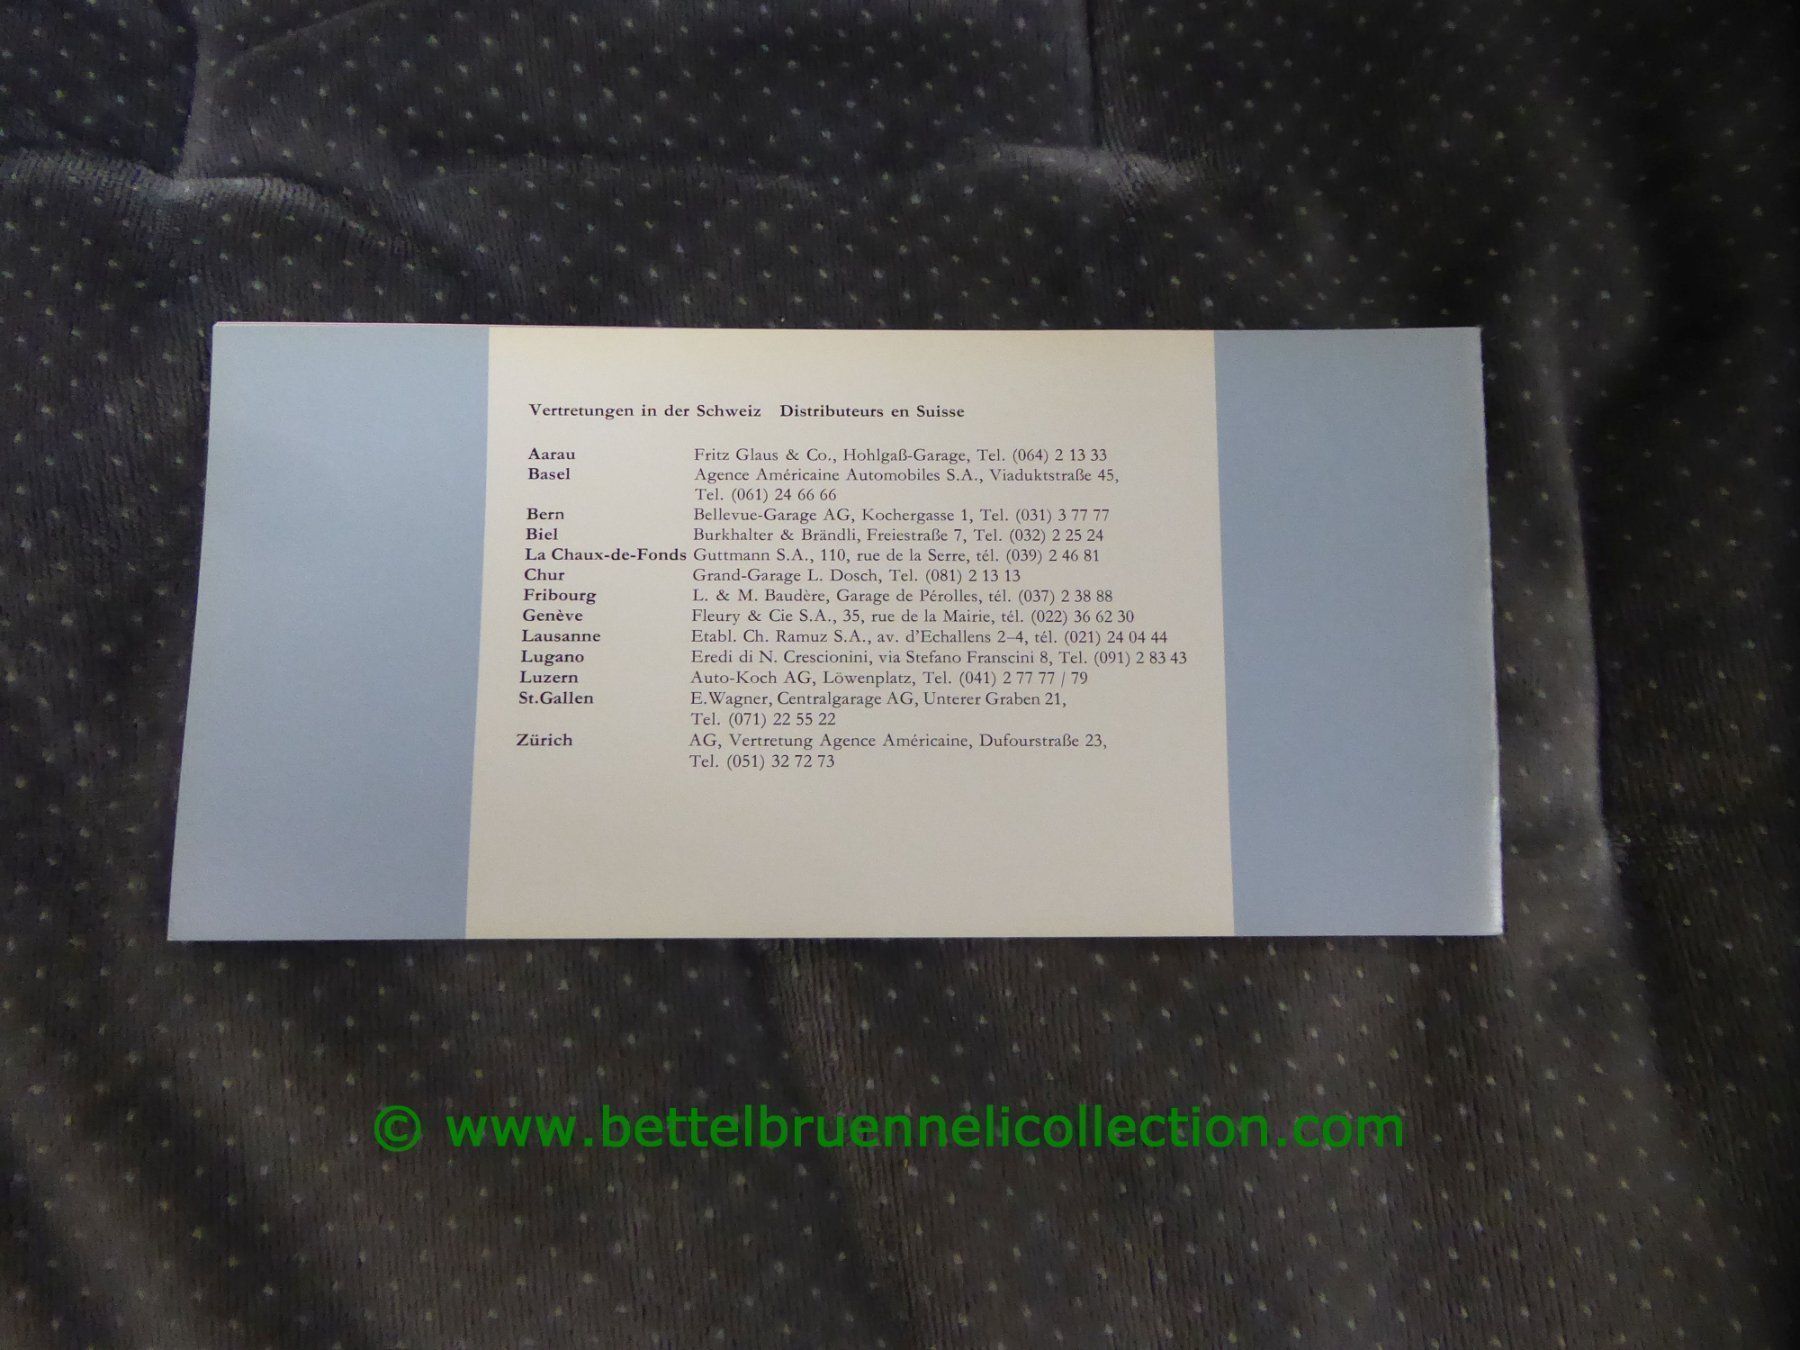 Vertretungen in der Schweiz Distributeurs en Suisse
Aarau Fritz Glaus & Co., Hohlgaß-Garage, Tel. (064) 2 13 33
Basel Agence Américaine Automobiles S.A., Viaduktstraße 45,
Tel. (061) 24 66 66
Bern Bellevue-Garage AG, Kochergasse 1, Tel. (031) 3 77 77
Biel Burkhalter & Brändli, Freiestraße 7, Tel. (032) 2 25 24
La Chaux-de-Fonds Guttmann S.A., 110, rue de la Serre, tél. (039) 2 46 81
Chur Grand-Garage L. Dosch, Tel. (081) 2 13 13
Fribourg L. & M. Baudère, Garage de Pérolles, tél. (037) 2 38 88
Genève Fleury & Cie S.A., 35, rue de la Mairie, tél. (022) 36 62 30
Lausanne Etabl. Ch. Ramuz S.A., av. d'Echallens 2–4, tél. (021) 24 04 44
Lugano Eredi di N. Crescionini, via Stefano Franscini 8, Tel. (091) 2 83 43
Luzern Auto-Koch AG, Löwenplatz, Tel. (041) 2 77 77 / 79
St.Gallen E.Wagner, Centralgarage AG, Unterer Graben 21,
Tel. (071) 22 55 22
Zürich AG, Vertretung Agence Américaine, Dufourstraße 23,
Tel. (051) 32 72 73
© www.bettelbruennelicollection.com